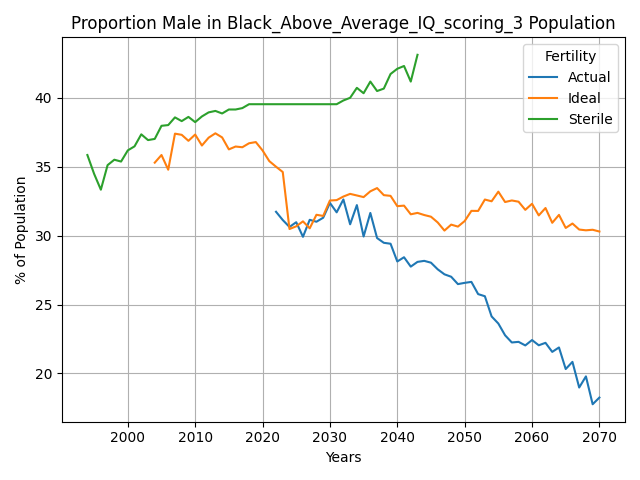 Proportion Male in Black_Above_Average_IQ_scoring_3 Population
Fertility
Actual
Ideal
Sterile
% of Population
40
35
30
25
20
2000 2010 2020 2030 2040 2050 2060 2070
Years